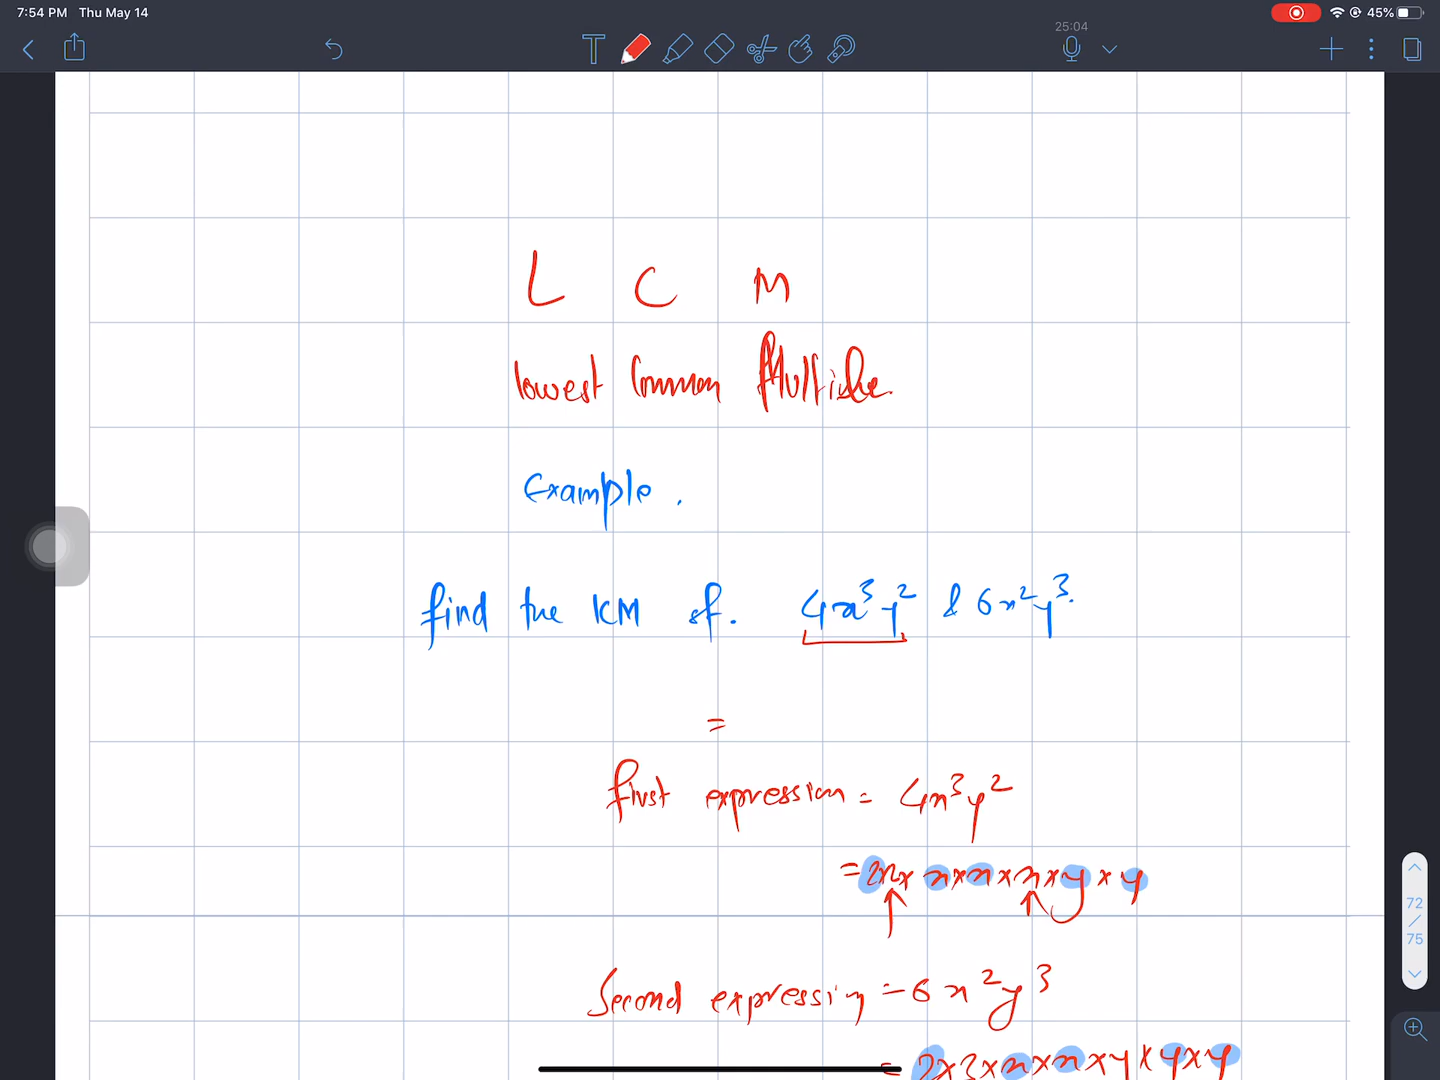 7:54 PM Thu May 14
45%
25:04
L C M
lowest Common Multiple
Example .
find the LCM of. 4x³y² & 6x²y³.
=
first expression = 4x³y²
= 2×2× x×x×x×y×y
72
/
75
Second expression = 6x²y³
= 2×3×x×x×y×y×y